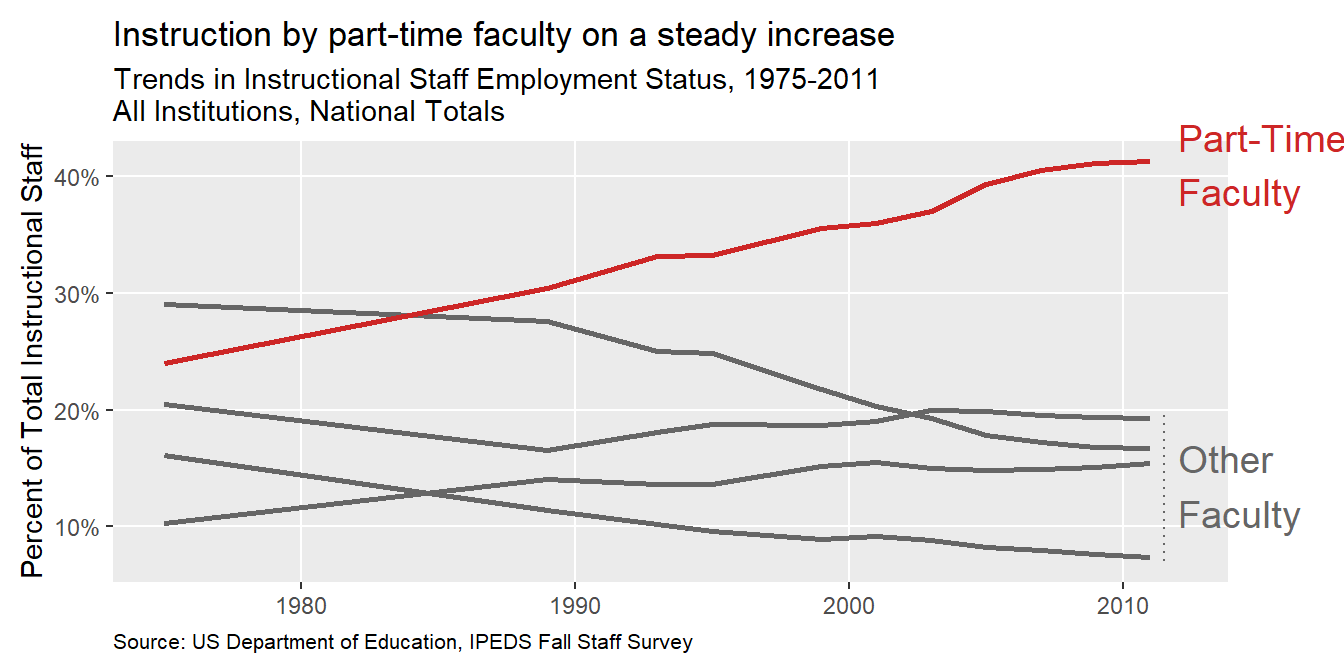 Instruction by part-time faculty on a steady increase
Trends in Instructional Staff Employment Status, 1975-2011
All Institutions, National Totals
Percent of Total Instructional Staff
40%
30%
20%
10%
Part-Time
Faculty
Other
Faculty
1980
1990
2000
2010
Source: US Department of Education, IPEDS Fall Staff Survey